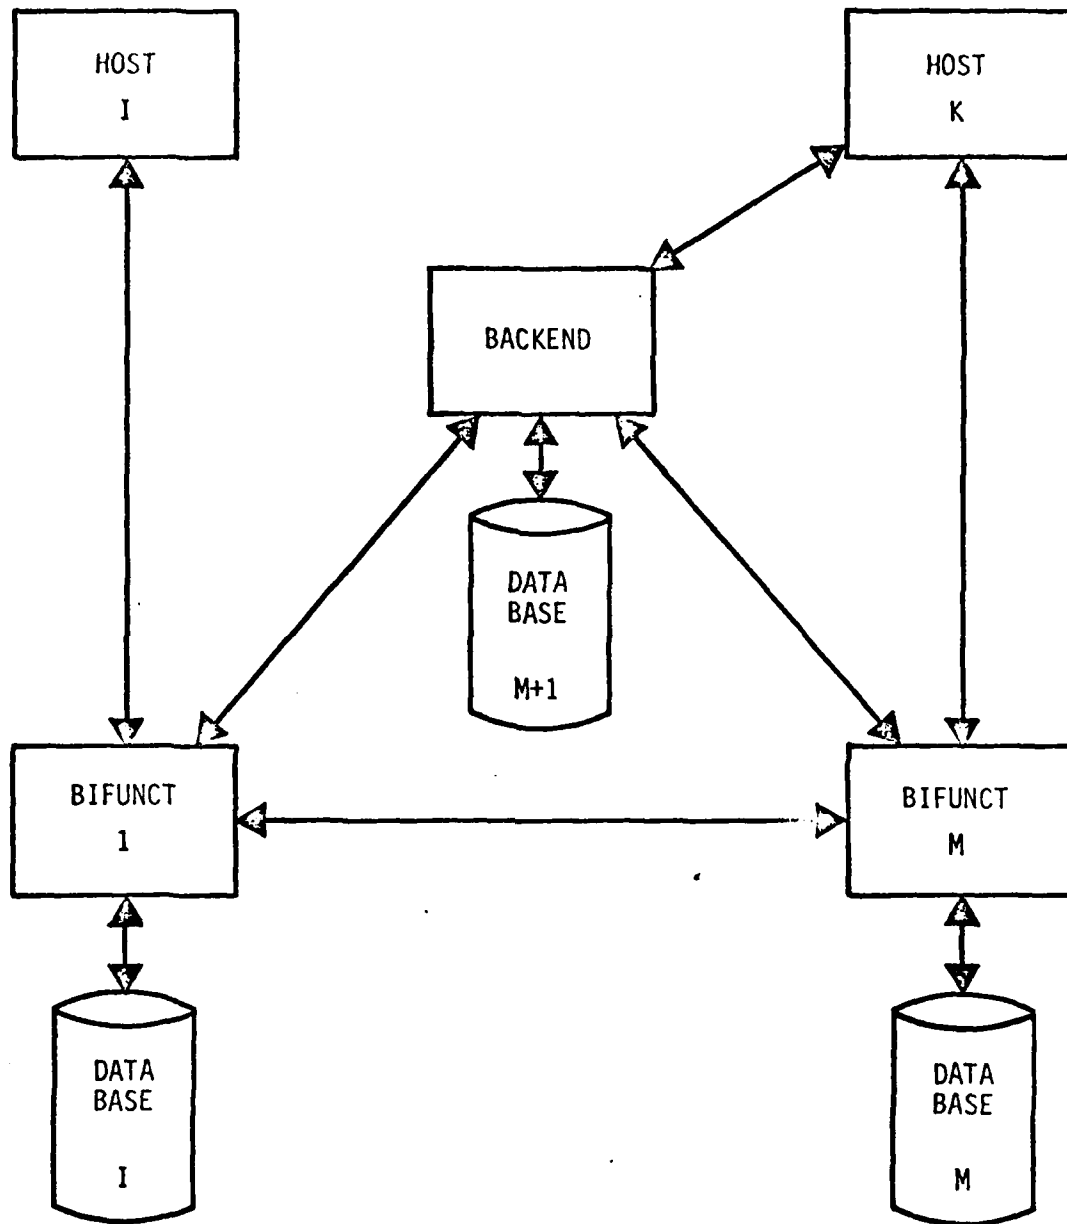 HOST
I
HOST
K
BACKEND
DATA
BASE
M+1
BIFUNCT
1
BIFUNCT
M
DATA
BASE
I
DATA
BASE
M